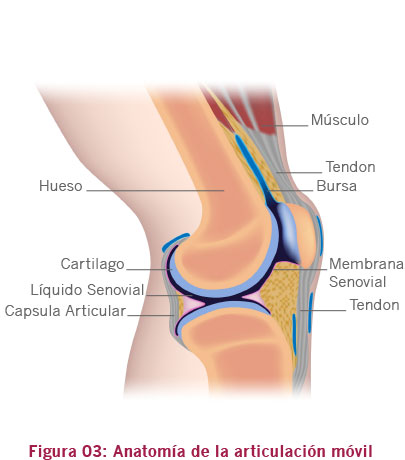 Músculo
Tendon
Hueso
Bursa
Cartilago
Membrana
Senovial
Líquido Senovial
Tendon
Capsula Articular
Figura 03: Anatomía de la articulación móvil